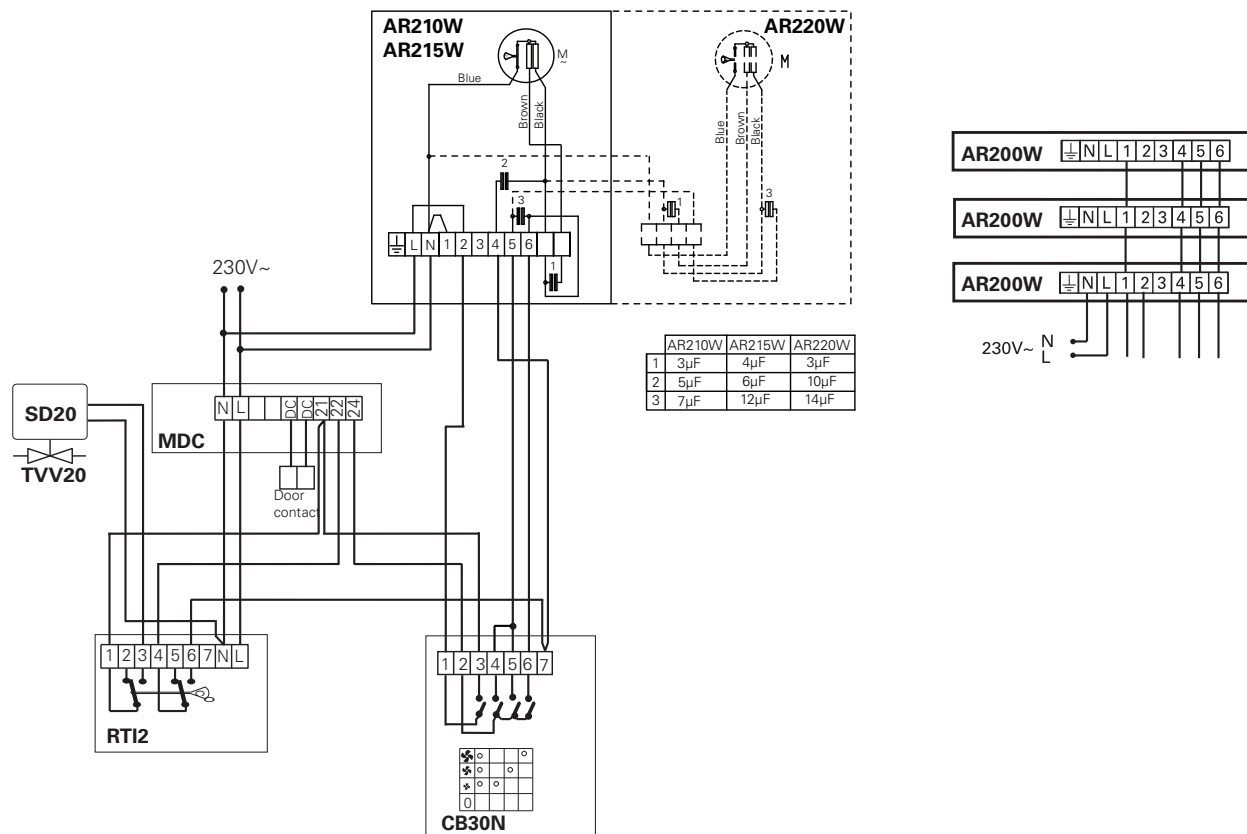 AR210W
AR215W
AR220W
M
~
M
Blue
Brown
Black
Blue
Brown
Black
2
3
1
3
1
L N 1 2 3 4 5 6
230V~
AR210W AR215W AR220W
1 3µF 4µF 3µF
2 5µF 6µF 10µF
3 7µF 12µF 14µF
AR200W N L 1 2 3 4 5 6
AR200W N L 1 2 3 4 5 6
AR200W N L 1 2 3 4 5 6
230V~ N
L
SD20
TVV20
N L DC DC 21 22 24
MDC
Door
contact
1 2 3 4 5 6 7 N L
RTI2
1 2 3 4 5 6 7
0
CB30N